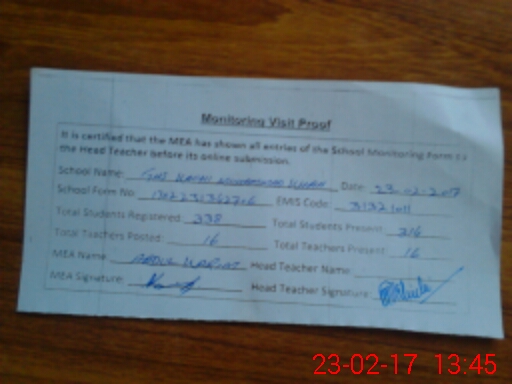 Monitoring Visit Proof
It is certified that the MEA has shown all entries of the School Monitoring Form to
the Head Teacher before its online submission.
School Name: Date: 23-02-2017
School Form No EMIS Code:
Total Students Registered: 338 Total Students Present: 316
Total Teachers Posted: 16 Total Teachers Present: 16
MEA Name: ABDUL Head Teacher Name:
MEA Signature: Head Teacher Signature:
23-02-17 13:45